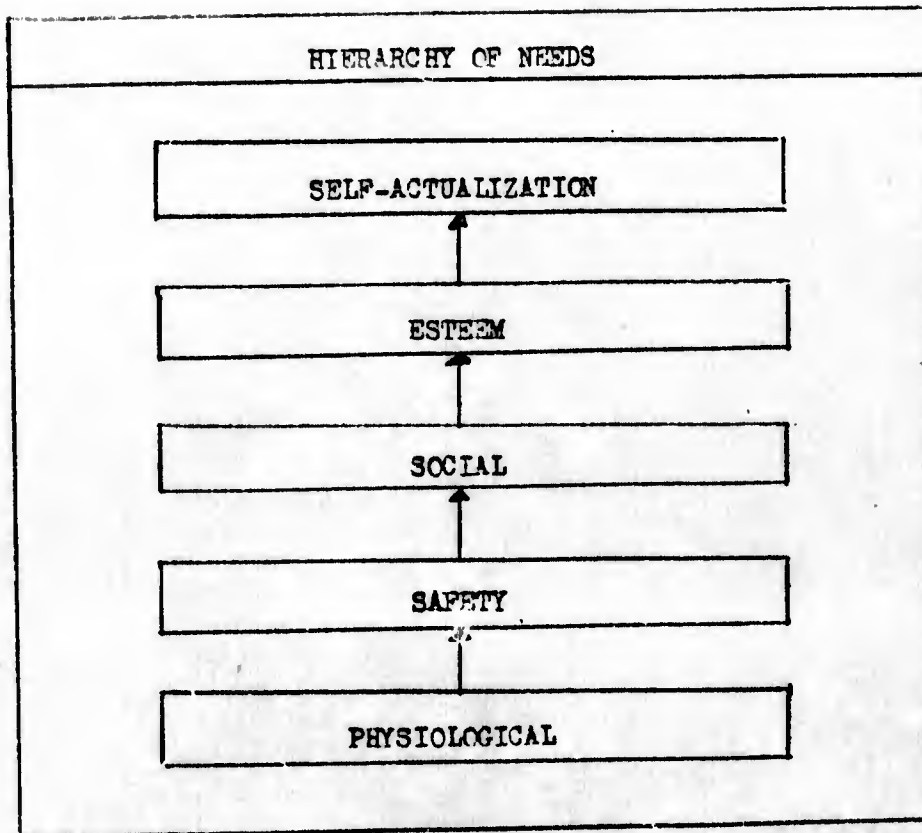 HIERARCHY OF NEEDS
SELF-ACTUALIZATION
ESTEEM
SOCIAL
SAFETY
PHYSIOLOGICAL